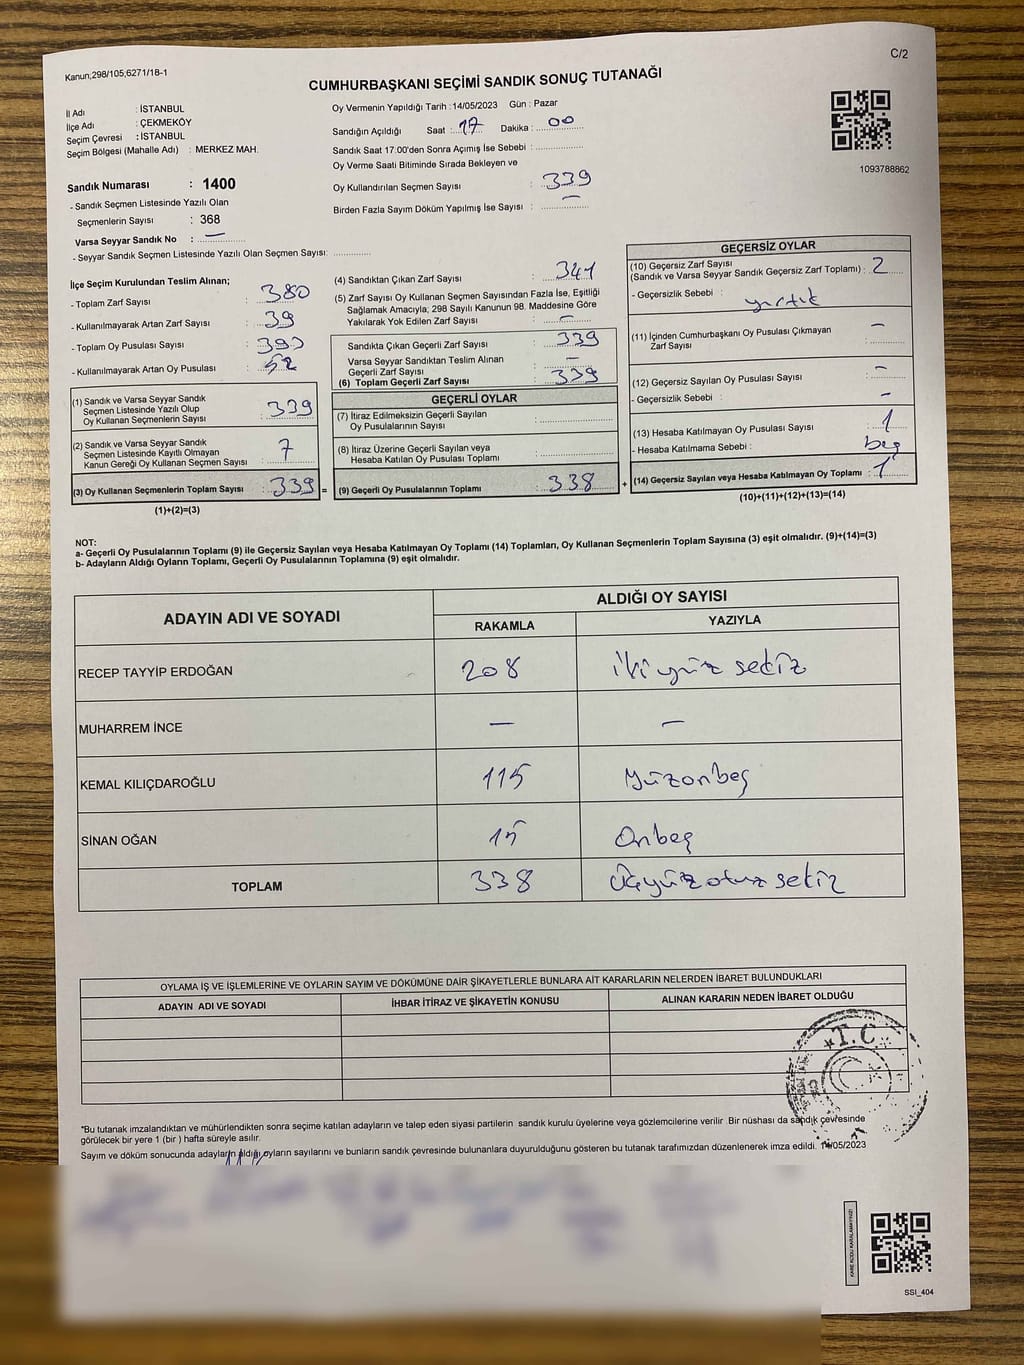 Kanun;298/105;6271/18-1
C/2
CUMHURBAŞKANI SEÇİMİ SANDIK SONUÇ TUTANAĞI
İl Adı : İSTANBUL
İlçe Adı : ÇEKMEKÖY
Seçim Çevresi : İSTANBUL
Seçim Bölgesi (Mahalle Adı) : MERKEZ MAH.
Sandık Numarası : 1400
- Sandık Seçmen Listesinde Yazılı Olan
Seçmenlerin Sayısı : 368
Varsa Seyyar Sandık No : —
- Seyyar Sandık Seçmen Listesinde Yazılı Olan Seçmen Sayısı:
Oy Vermenin Yapıldığı Tarih : 14/05/2023 Gün : Pazar
Sandığın Açıldığı Saat : 17 Dakika : 00
Sandık Saat 17:00'den Sonra Açımış İse Sebebi :
Oy Verme Saati Bitiminde Sırada Bekleyen ve
Oy Kullandırılan Seçmen Sayısı : 339
Birden Fazla Sayım Döküm Yapılmış İse Sayısı : —
1093788862
İlçe Seçim Kurulundan Teslim Alınan;
- Toplam Zarf Sayısı : 380
- Kullanılmayarak Artan Zarf Sayısı : 39
- Toplam Oy Pusulası Sayısı :
- Kullanılmayarak Artan Oy Pusulası : 52
(1) Sandık ve Varsa Seyyar Sandık
Seçmen Listesinde Yazılı Olup
Oy Kullanan Seçmenlerin Sayısı : 339
(2) Sandık ve Varsa Seyyar Sandık
Seçmen Listesinde Kayıtlı Olmayan
Kanun Gereği Oy Kullanan Seçmen Sayısı : 7
(3) Oy Kullanan Seçmenlerin Toplam Sayısı : 339 =
(1)+(2)=(3)
(4) Sandıktan Çıkan Zarf Sayısı : 341
(5) Zarf Sayısı Oy Kullanan Seçmen Sayısından Fazla İse, Eşitliği
Sağlamak Amacıyla; 298 Sayılı Kanunun 98. Maddesine Göre
Yakılarak Yok Edilen Zarf Sayısı : —
Sandıkta Çıkan Geçerli Zarf Sayısı : 339
Varsa Seyyar Sandıktan Teslim Alınan
Geçerli Zarf Sayısı : —
(6) Toplam Geçerli Zarf Sayısı : 339
GEÇERLİ OYLAR
(7) İtiraz Edilmeksizin Geçerli Sayılan
Oy Pusulalarının Sayısı :
(8) İtiraz Üzerine Geçerli Sayılan veya
Hesaba Katılan Oy Pusulası Toplamı :
(9) Geçerli Oy Pusulalarının Toplamı : 338 +
GEÇERSİZ OYLAR
(10) Geçersiz Zarf Sayısı
(Sandık ve Varsa Seyyar Sandık Geçersiz Zarf Toplamı) : 2
- Geçersizlik Sebebi : yırtık
(11) İçinden Cumhurbaşkanı Oy Pusulası Çıkmayan
Zarf Sayısı : —
(12) Geçersiz Sayılan Oy Pusulası Sayısı : —
- Geçersizlik Sebebi : —
(13) Hesaba Katılmayan Oy Pusulası Sayısı : 1
- Hesaba Katılmama Sebebi : boş
(14) Geçersiz Sayılan veya Hesaba Katılmayan Oy Toplamı : 1
(10)+(11)+(12)+(13)=(14)
NOT:
a- Geçerli Oy Pusulalarının Toplamı (9) ile Geçersiz Sayılan veya Hesaba Katılmayan Oy Toplamı (14) Toplamları, Oy Kullanan Seçmenlerin Toplam Sayısına (3) eşit olmalıdır. (9)+(14)=(3)
b- Adayların Aldığı Oyların Toplamı, Geçerli Oy Pusulalarının Toplamına (9) eşit olmalıdır.
ADAYIN ADI VE SOYADI
ALDIĞI OY SAYISI
RAKAMLA YAZIYLA
RECEP TAYYİP ERDOĞAN 208 ikiyüz sekiz
MUHARREM İNCE — —
KEMAL KILIÇDAROĞLU 115 Yüzonbeş
SİNAN OĞAN 15 Onbeş
TOPLAM 338 Üçyüzotuz sekiz
OYLAMA İŞ VE İŞLEMLERİNE VE OYLARIN SAYIM VE DÖKÜMÜNE DAİR ŞİKAYETLERLE BUNLARA AİT KARARLARIN NELERDEN İBARET BULUNDUKLARI
ADAYIN ADI VE SOYADI İHBAR İTİRAZ VE ŞİKAYETİN KONUSU ALINAN KARARIN NEDEN İBARET OLDUĞU
T.C.
*Bu tutanak imzalandıktan ve mühürlendikten sonra seçime katılan adayların ve talep eden siyasi partilerin sandık kurulu üyelerine veya gözlemcilerine verilir. Bir nüshası da sandık çevresinde
görülecek bir yere 1 (bir ) hafta süreyle asılır.
Sayım ve döküm sonucunda adayların aldığı oyların sayılarını ve bunların sandık çevresinde bulunanlara duyurulduğunu gösteren bu tutanak tarafımızdan düzenlenerek imza edildi. 14/05/2023
KARE KODU KARALAMAYINIZ!
SSI_404